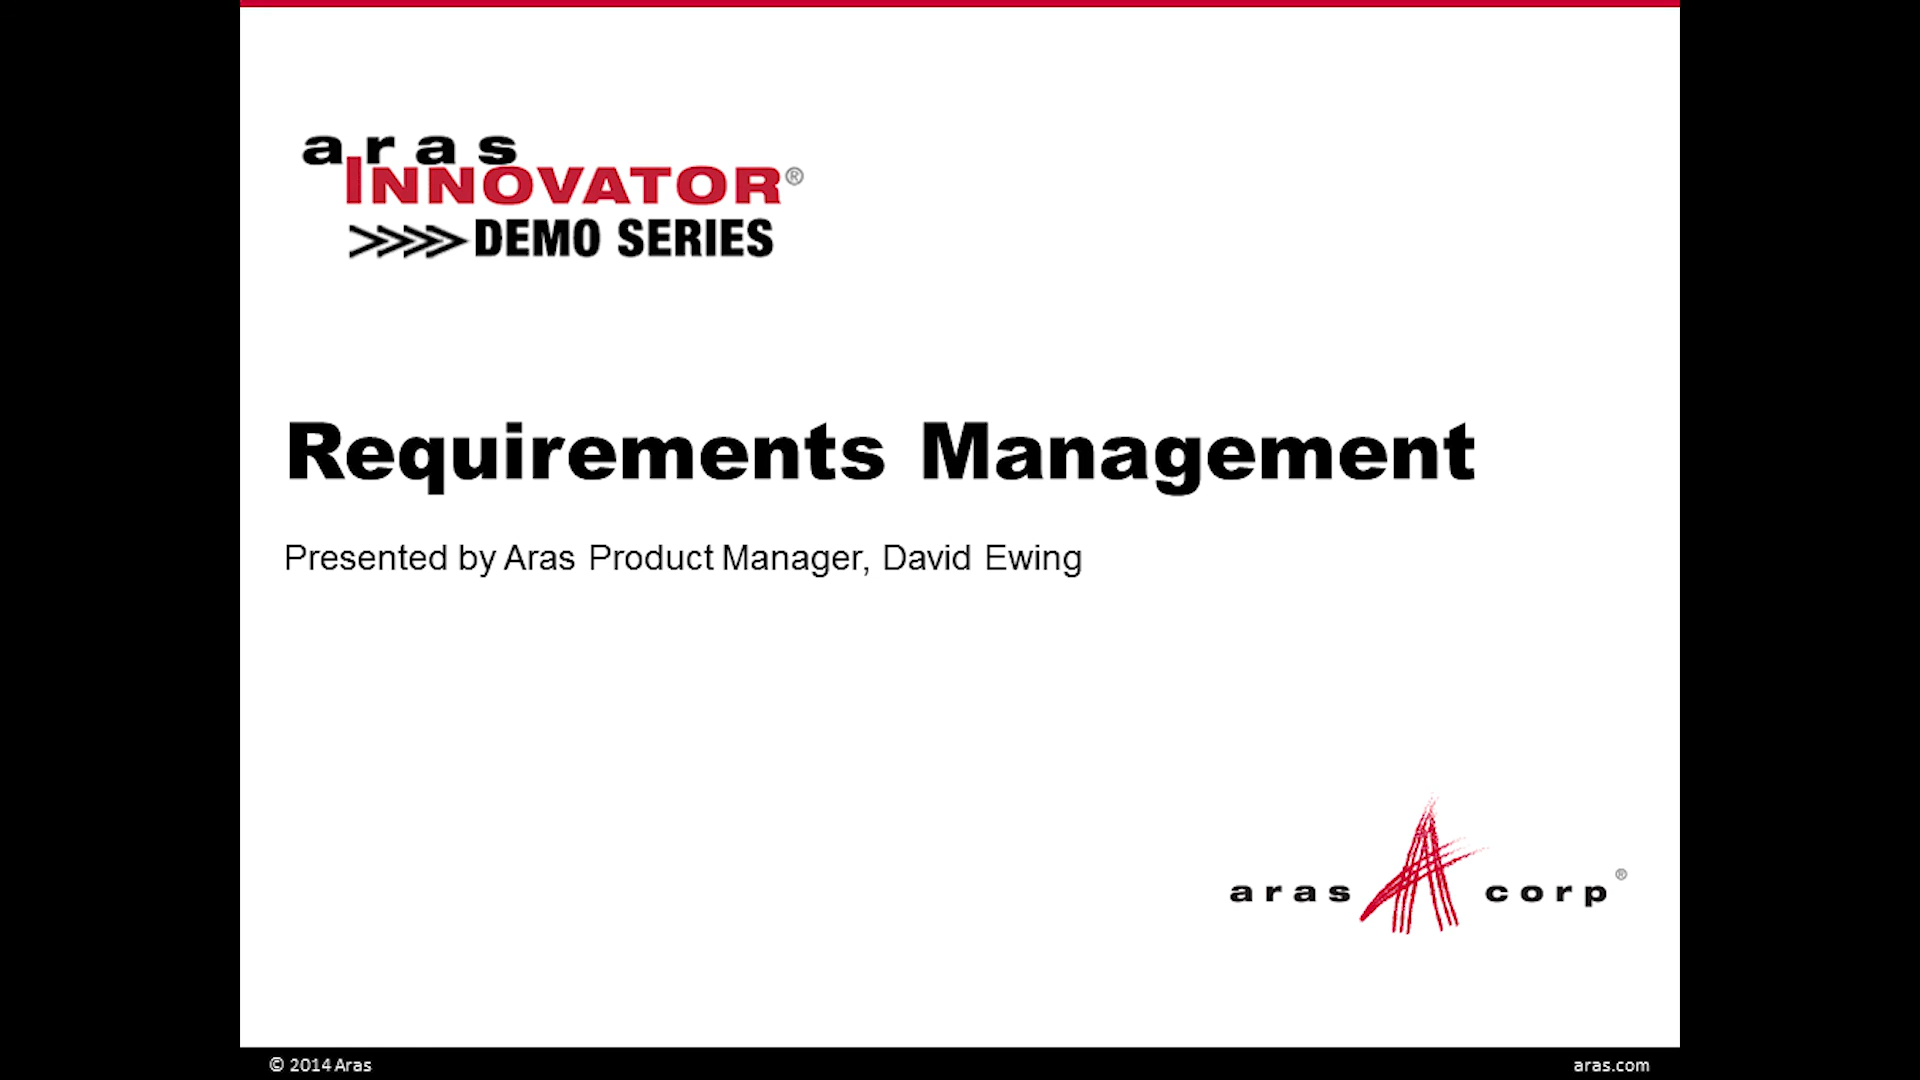 aras
INNOVATOR®
>>>>> DEMO SERIES
Requirements Management
Presented by Aras Product Manager, David Ewing
aras corp®
© 2014 Aras
aras.com